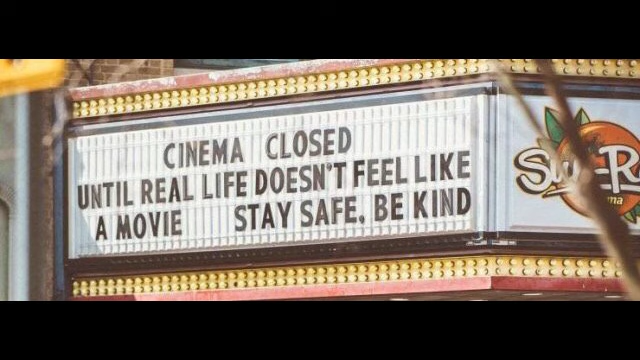 CINEMA CLOSED
UNTIL REAL LIFE DOESN'T FEEL LIKE
A MOVIE STAY SAFE. BE KIND